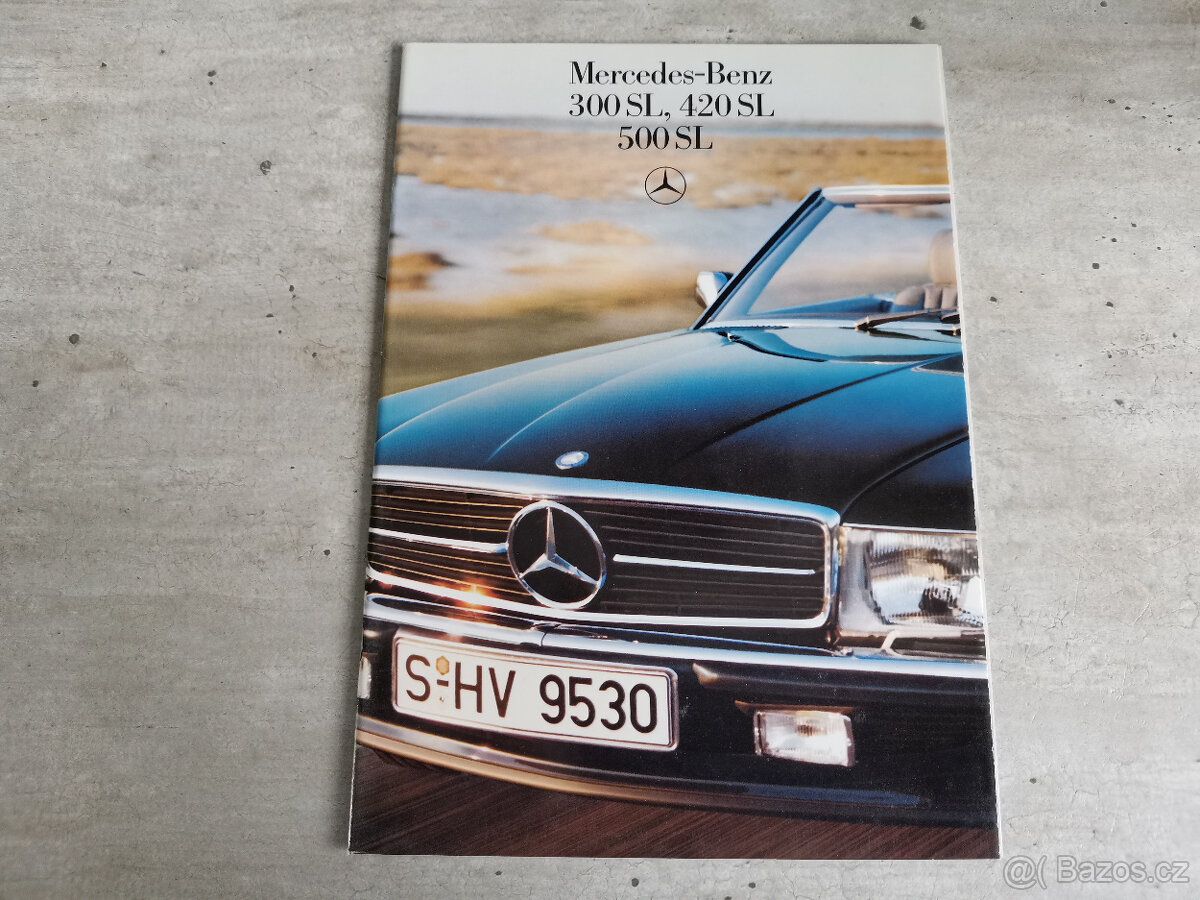 Mercedes-Benz
300 SL, 420 SL
500 SL
S-HV 9530
@( Bazos.cz